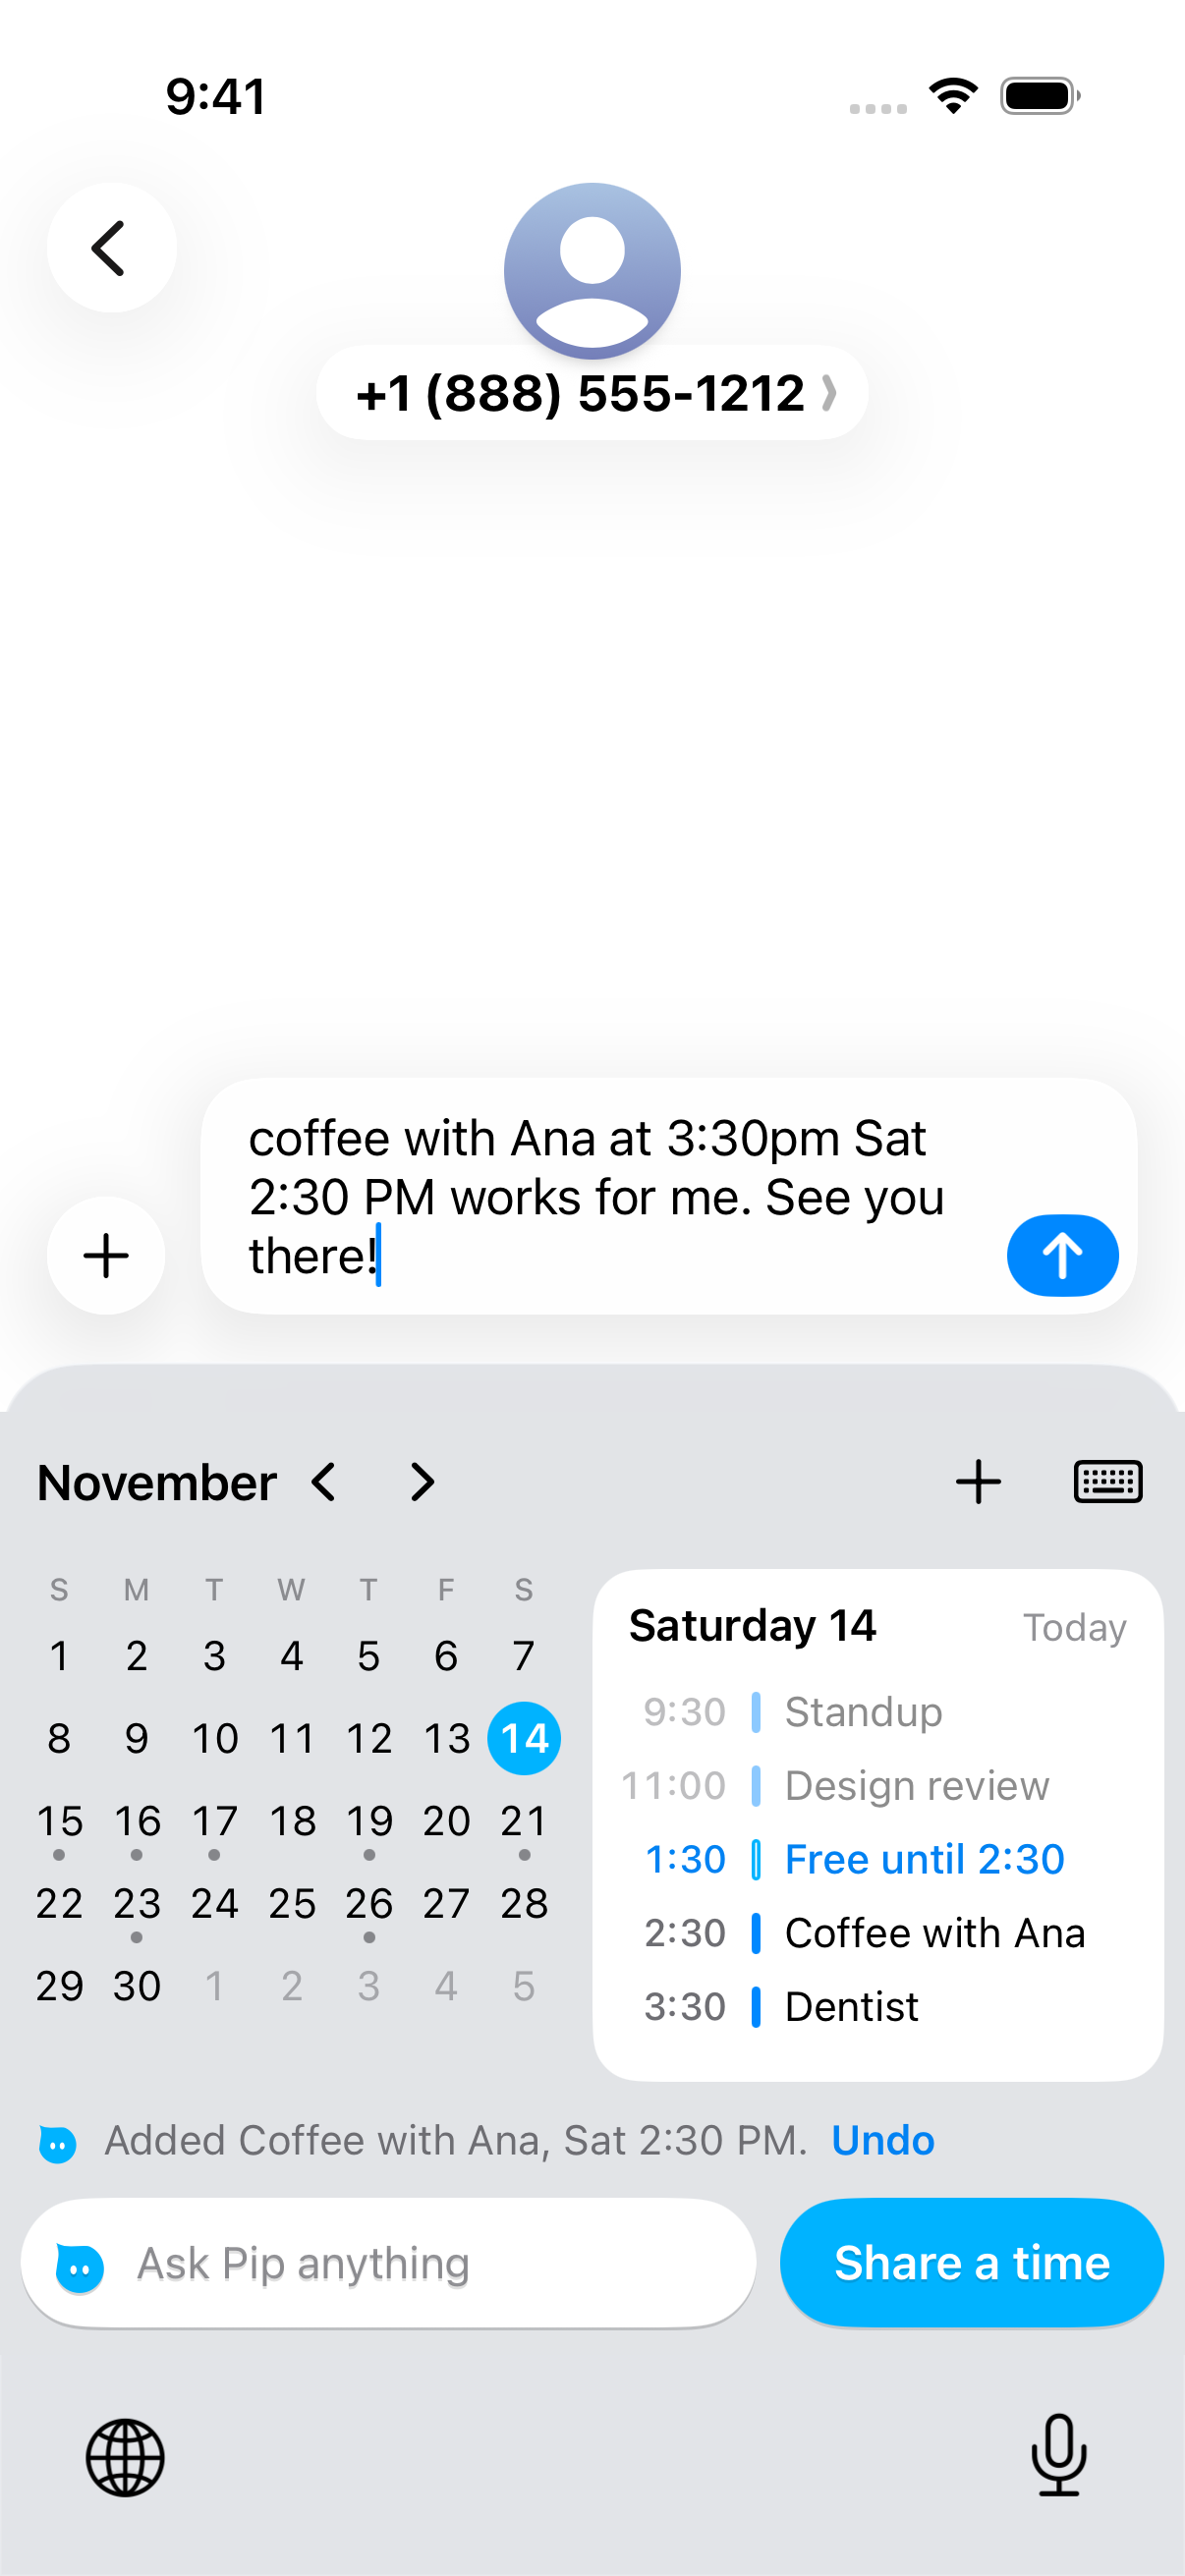 9:41
+1 (888) 555-1212
coffee with Ana at 3:30pm Sat
2:30 PM works for me. See you
there!
November
S M T W T F S
1 2 3 4 5 6 7
8 9 10 11 12 13 14
15 16 17 18 19 20 21
22 23 24 25 26 27 28
29 30 1 2 3 4 5
Saturday 14 Today
9:30 Standup
11:00 Design review
1:30 Free until 2:30
2:30 Coffee with Ana
3:30 Dentist
Added Coffee with Ana, Sat 2:30 PM. Undo
Ask Pip anything
Share a time